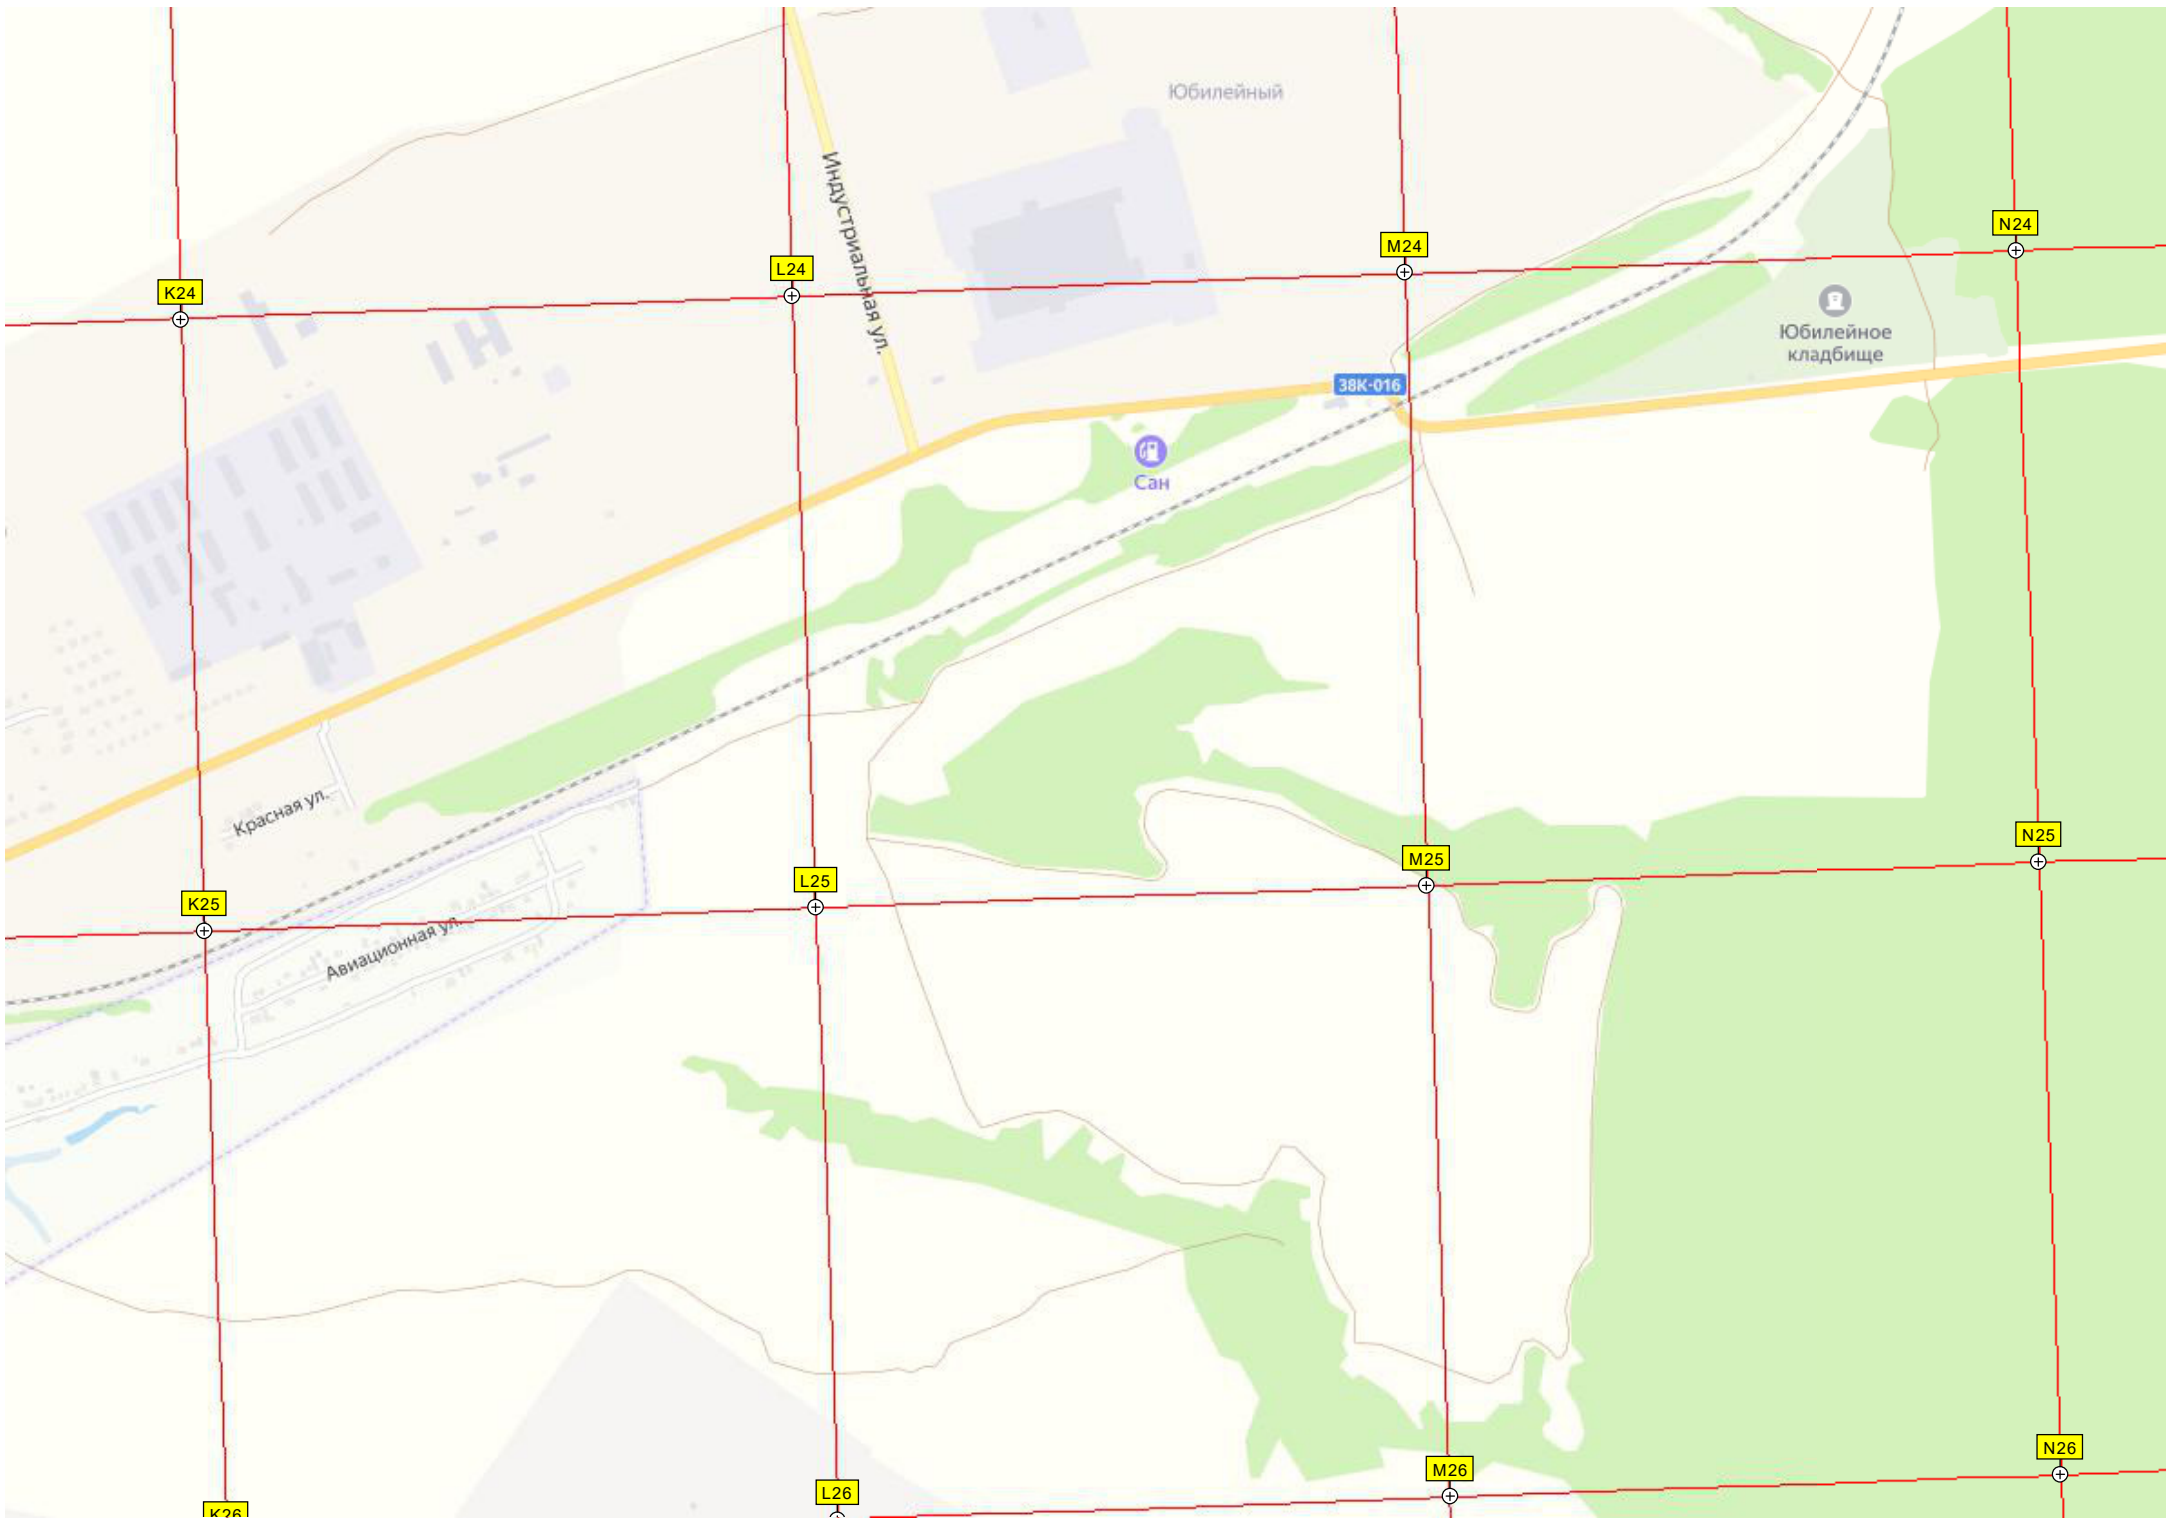 Юбилейный
Индустриальная ул.
N24
M24
L24
K24
Юбилейное
кладбище
38К-016
Сан
Красная ул.
N25
M25
L25
K25
Авиационная ул.
N26
M26
L26
K26